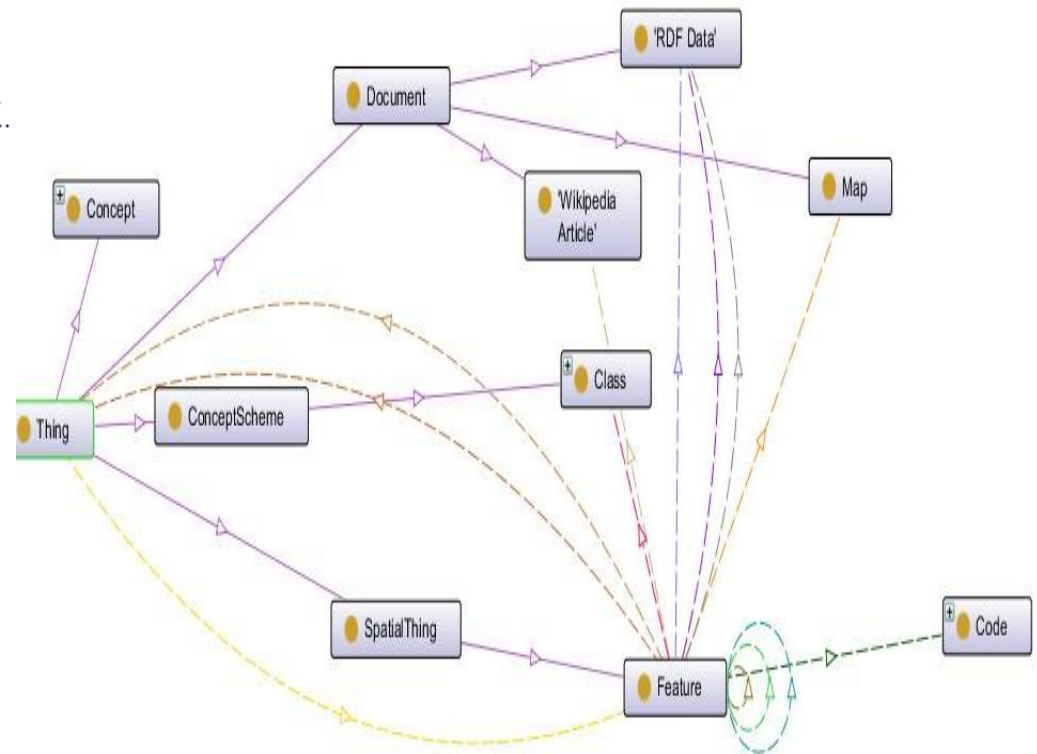 'RDF Data'
Document
Map
Concept
'Wikipedia
Article'
Class
ConceptScheme
Thing
SpatialThing
Code
Feature